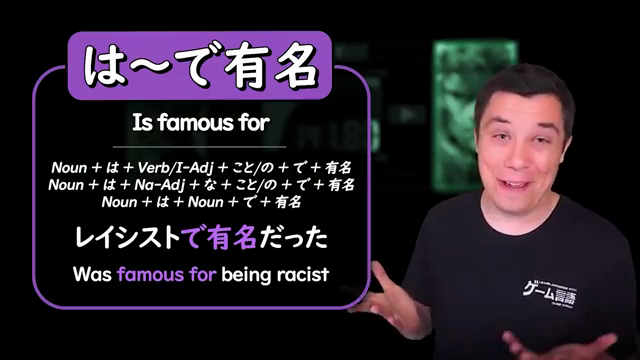 は～で有名
Is famous for
Noun + は + Verb/I-Adj + こと/の + で + 有名
Noun + は + Na-Adj + な + こと/の + で + 有名
Noun + は + Noun + で + 有名
レイシストで有名だった
Was famous for being racist
ゲーム言語